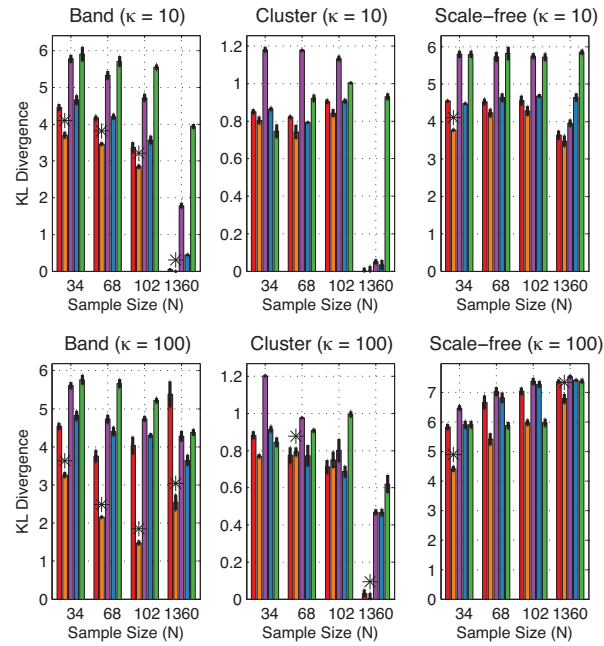 Band (κ = 10)
Cluster (κ = 10)
Scale−free (κ = 10)
KL Divergence
6
5
4
3
2
1
0
34 68 102 1360
Sample Size (N)
1.2
1
0.8
0.6
0.4
0.2
0
34 68 102 1360
Sample Size (N)
6
5
4
3
2
1
0
34 68 102 1360
Sample Size (N)
Band (κ = 100)
Cluster (κ = 100)
Scale−free (κ = 100)
KL Divergence
6
5
4
3
2
1
0
34 68 102 1360
Sample Size (N)
1.2
1
0.8
0.6
0.4
0.2
0
34 68 102 1360
Sample Size (N)
7
6
5
4
3
2
1
0
34 68 102 1360
Sample Size (N)